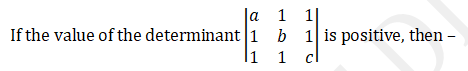 If the value of the determinant |a 1 1|
|1 b 1| is positive, then –
|1 1 c|